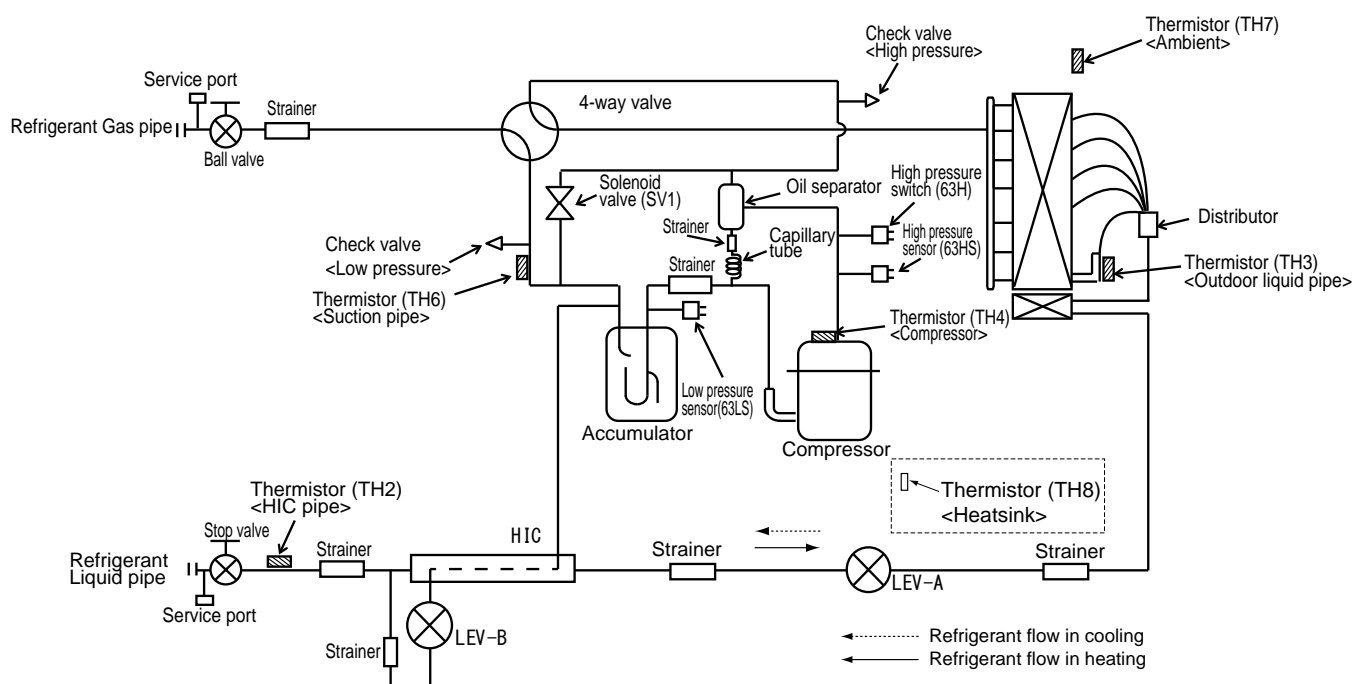 Check valve
<High pressure>
Thermistor (TH7)
<Ambient>
Service port
Strainer
4-way valve
Refrigerant Gas pipe
Ball valve
Solenoid
valve (SV1)
Oil separator
High pressure
switch (63H)
Distributor
Strainer
Capillary
tube
High pressure
sensor (63HS)
Check valve
<Low pressure>
Strainer
Thermistor (TH3)
<Outdoor liquid pipe>
Thermistor (TH6)
<Suction pipe>
Thermistor (TH4)
<Compressor>
Low pressure
sensor(63LS)
Accumulator
Compressor
Thermistor (TH8)
<Heatsink>
Thermistor (TH2)
<HIC pipe>
Stop valve
Strainer
HIC
Strainer
Strainer
Refrigerant
Liquid pipe
LEV-A
Service port
LEV-B
Strainer
Refrigerant flow in cooling
Refrigerant flow in heating